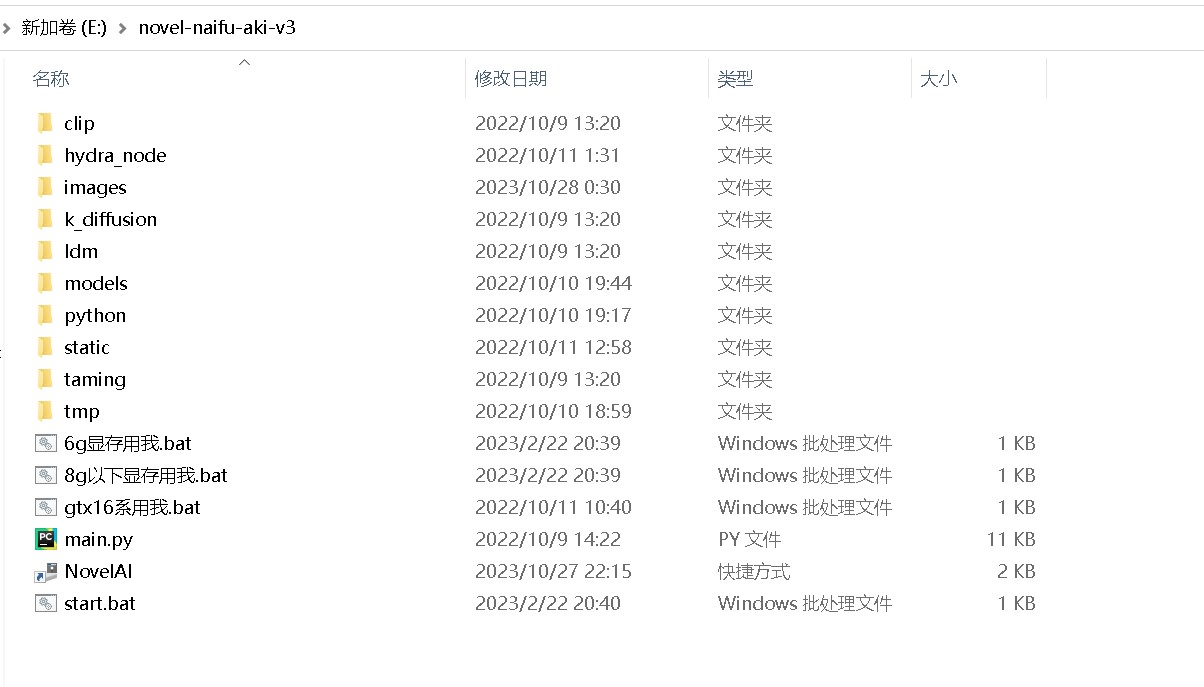 新加卷 (E:) novel-naifu-aki-v3
名称 修改日期 类型 大小
clip 2022/10/9 13:20 文件夹
hydra_node 2022/10/11 1:31 文件夹
images 2023/10/28 0:30 文件夹
k_diffusion 2022/10/9 13:20 文件夹
ldm 2022/10/9 13:20 文件夹
models 2022/10/10 19:44 文件夹
python 2022/10/10 19:17 文件夹
static 2022/10/11 12:58 文件夹
taming 2022/10/9 13:20 文件夹
tmp 2022/10/10 18:59 文件夹
6g显存用我.bat 2023/2/22 20:39 Windows 批处理文件 1 KB
8g以下显存用我.bat 2023/2/22 20:39 Windows 批处理文件 1 KB
gtx16系用我.bat 2022/10/11 10:40 Windows 批处理文件 1 KB
main.py 2022/10/9 14:22 PY 文件 11 KB
NovelAI 2023/10/27 22:15 快捷方式 2 KB
start.bat 2023/2/22 20:40 Windows 批处理文件 1 KB